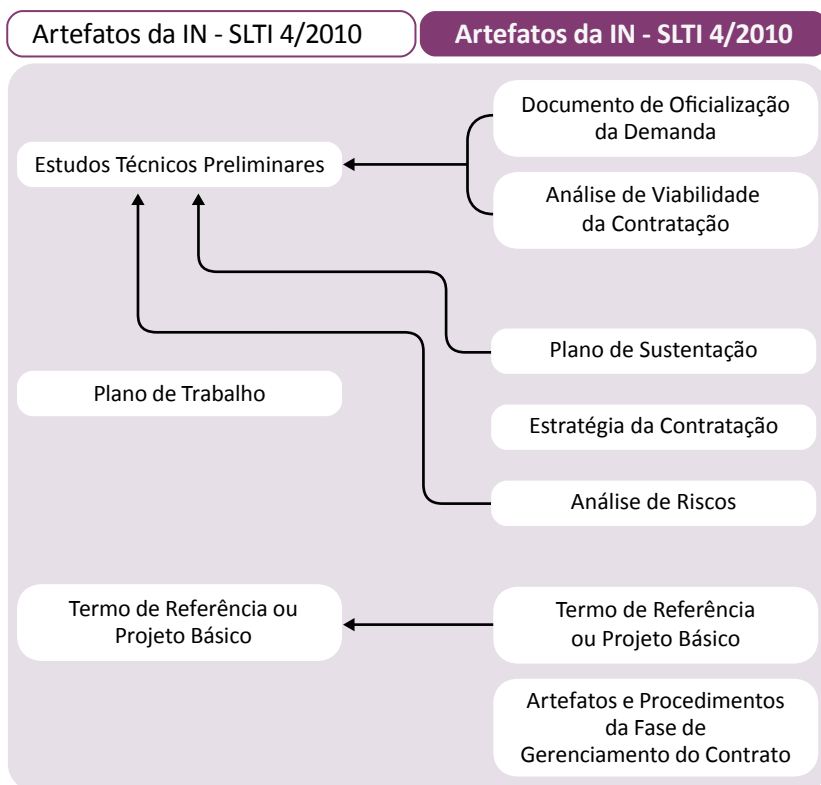 Artefatos da IN - SLTI 4/2010
Artefatos da IN - SLTI 4/2010
Estudos Técnicos Preliminares
Plano de Trabalho
Termo de Referência ou
Projeto Básico
Documento de Oficialização
da Demanda
Análise de Viabilidade
da Contratação
Plano de Sustentação
Estratégia da Contratação
Análise de Riscos
Termo de Referência
ou Projeto Básico
Artefatos e Procedimentos
da Fase de
Gerenciamento do Contrato